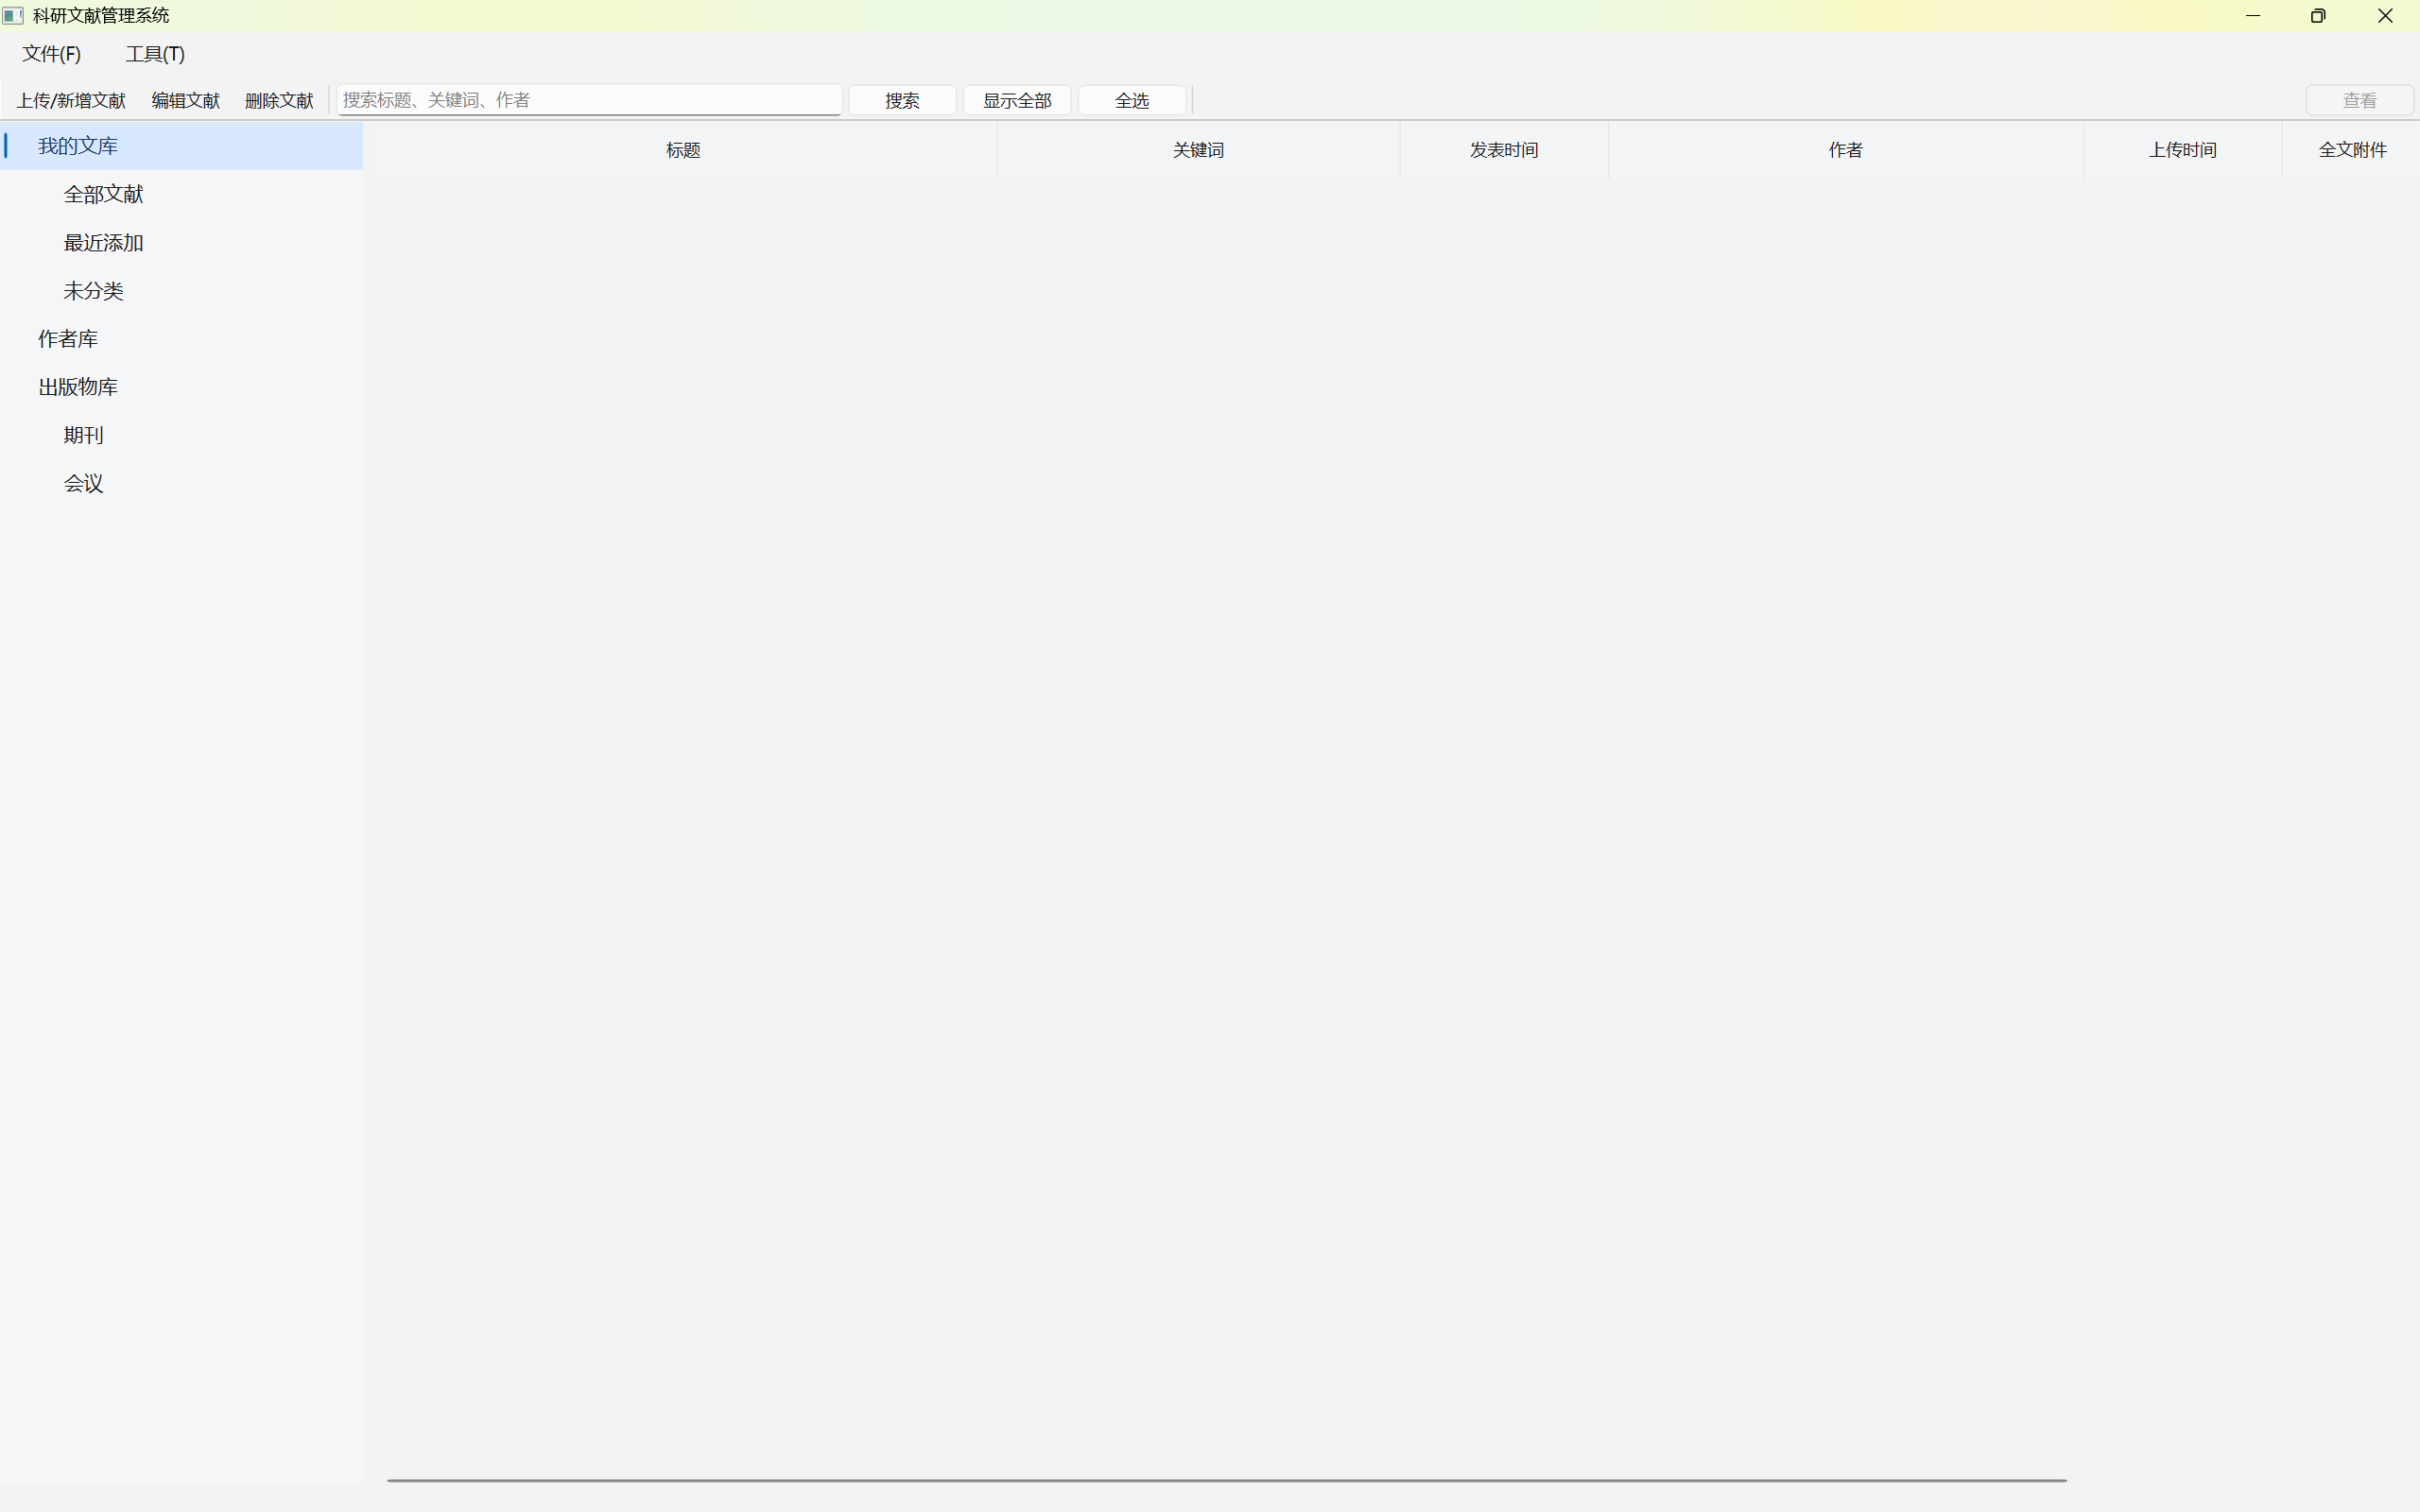 科研文献管理系统
文件(F) 工具(T)
上传/新增文献 编辑文献 删除文献 搜索标题、关键词、作者 搜索 显示全部 全选 查看
标题 关键词 发表时间 作者 上传时间 全文附件
我的文库
全部文献
最近添加
未分类
作者库
出版物库
期刊
会议